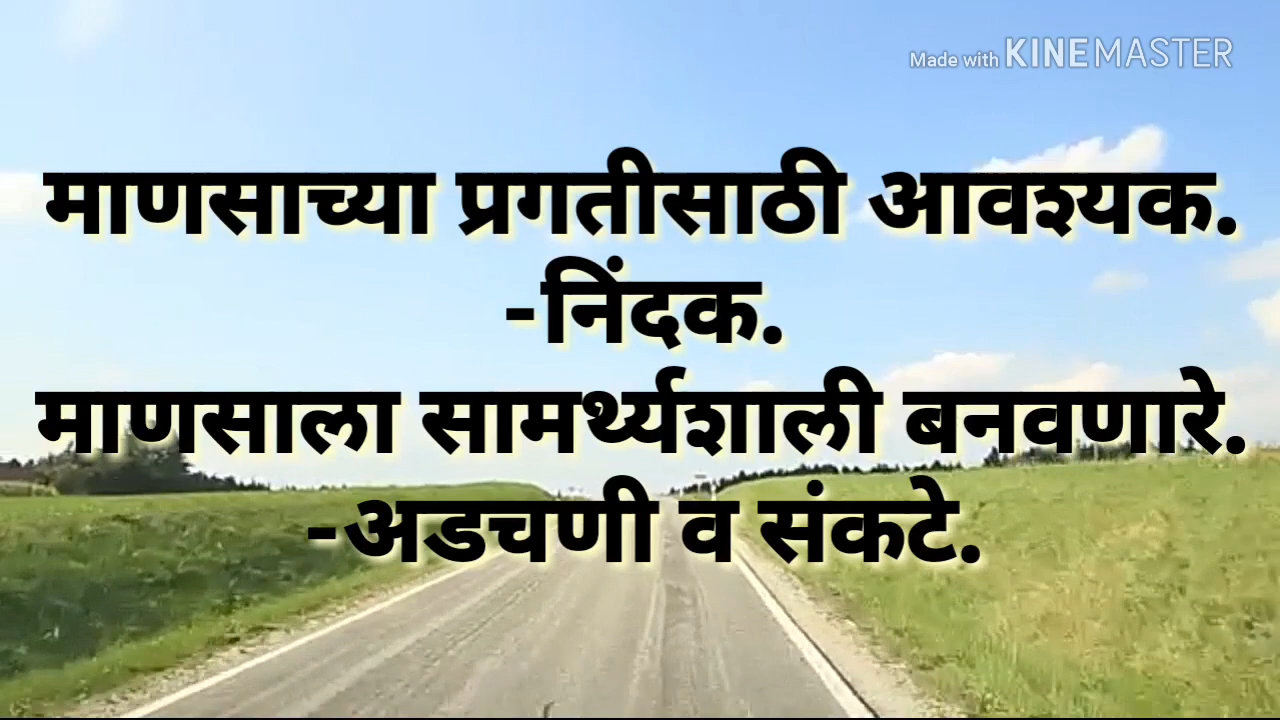 Made with KINEMASTER
माणसाच्या प्रगतीसाठी आवश्यक.
-निंदक.
माणसाला सामर्थ्यशाली बनवणारे.
-अडचणी व संकटे.